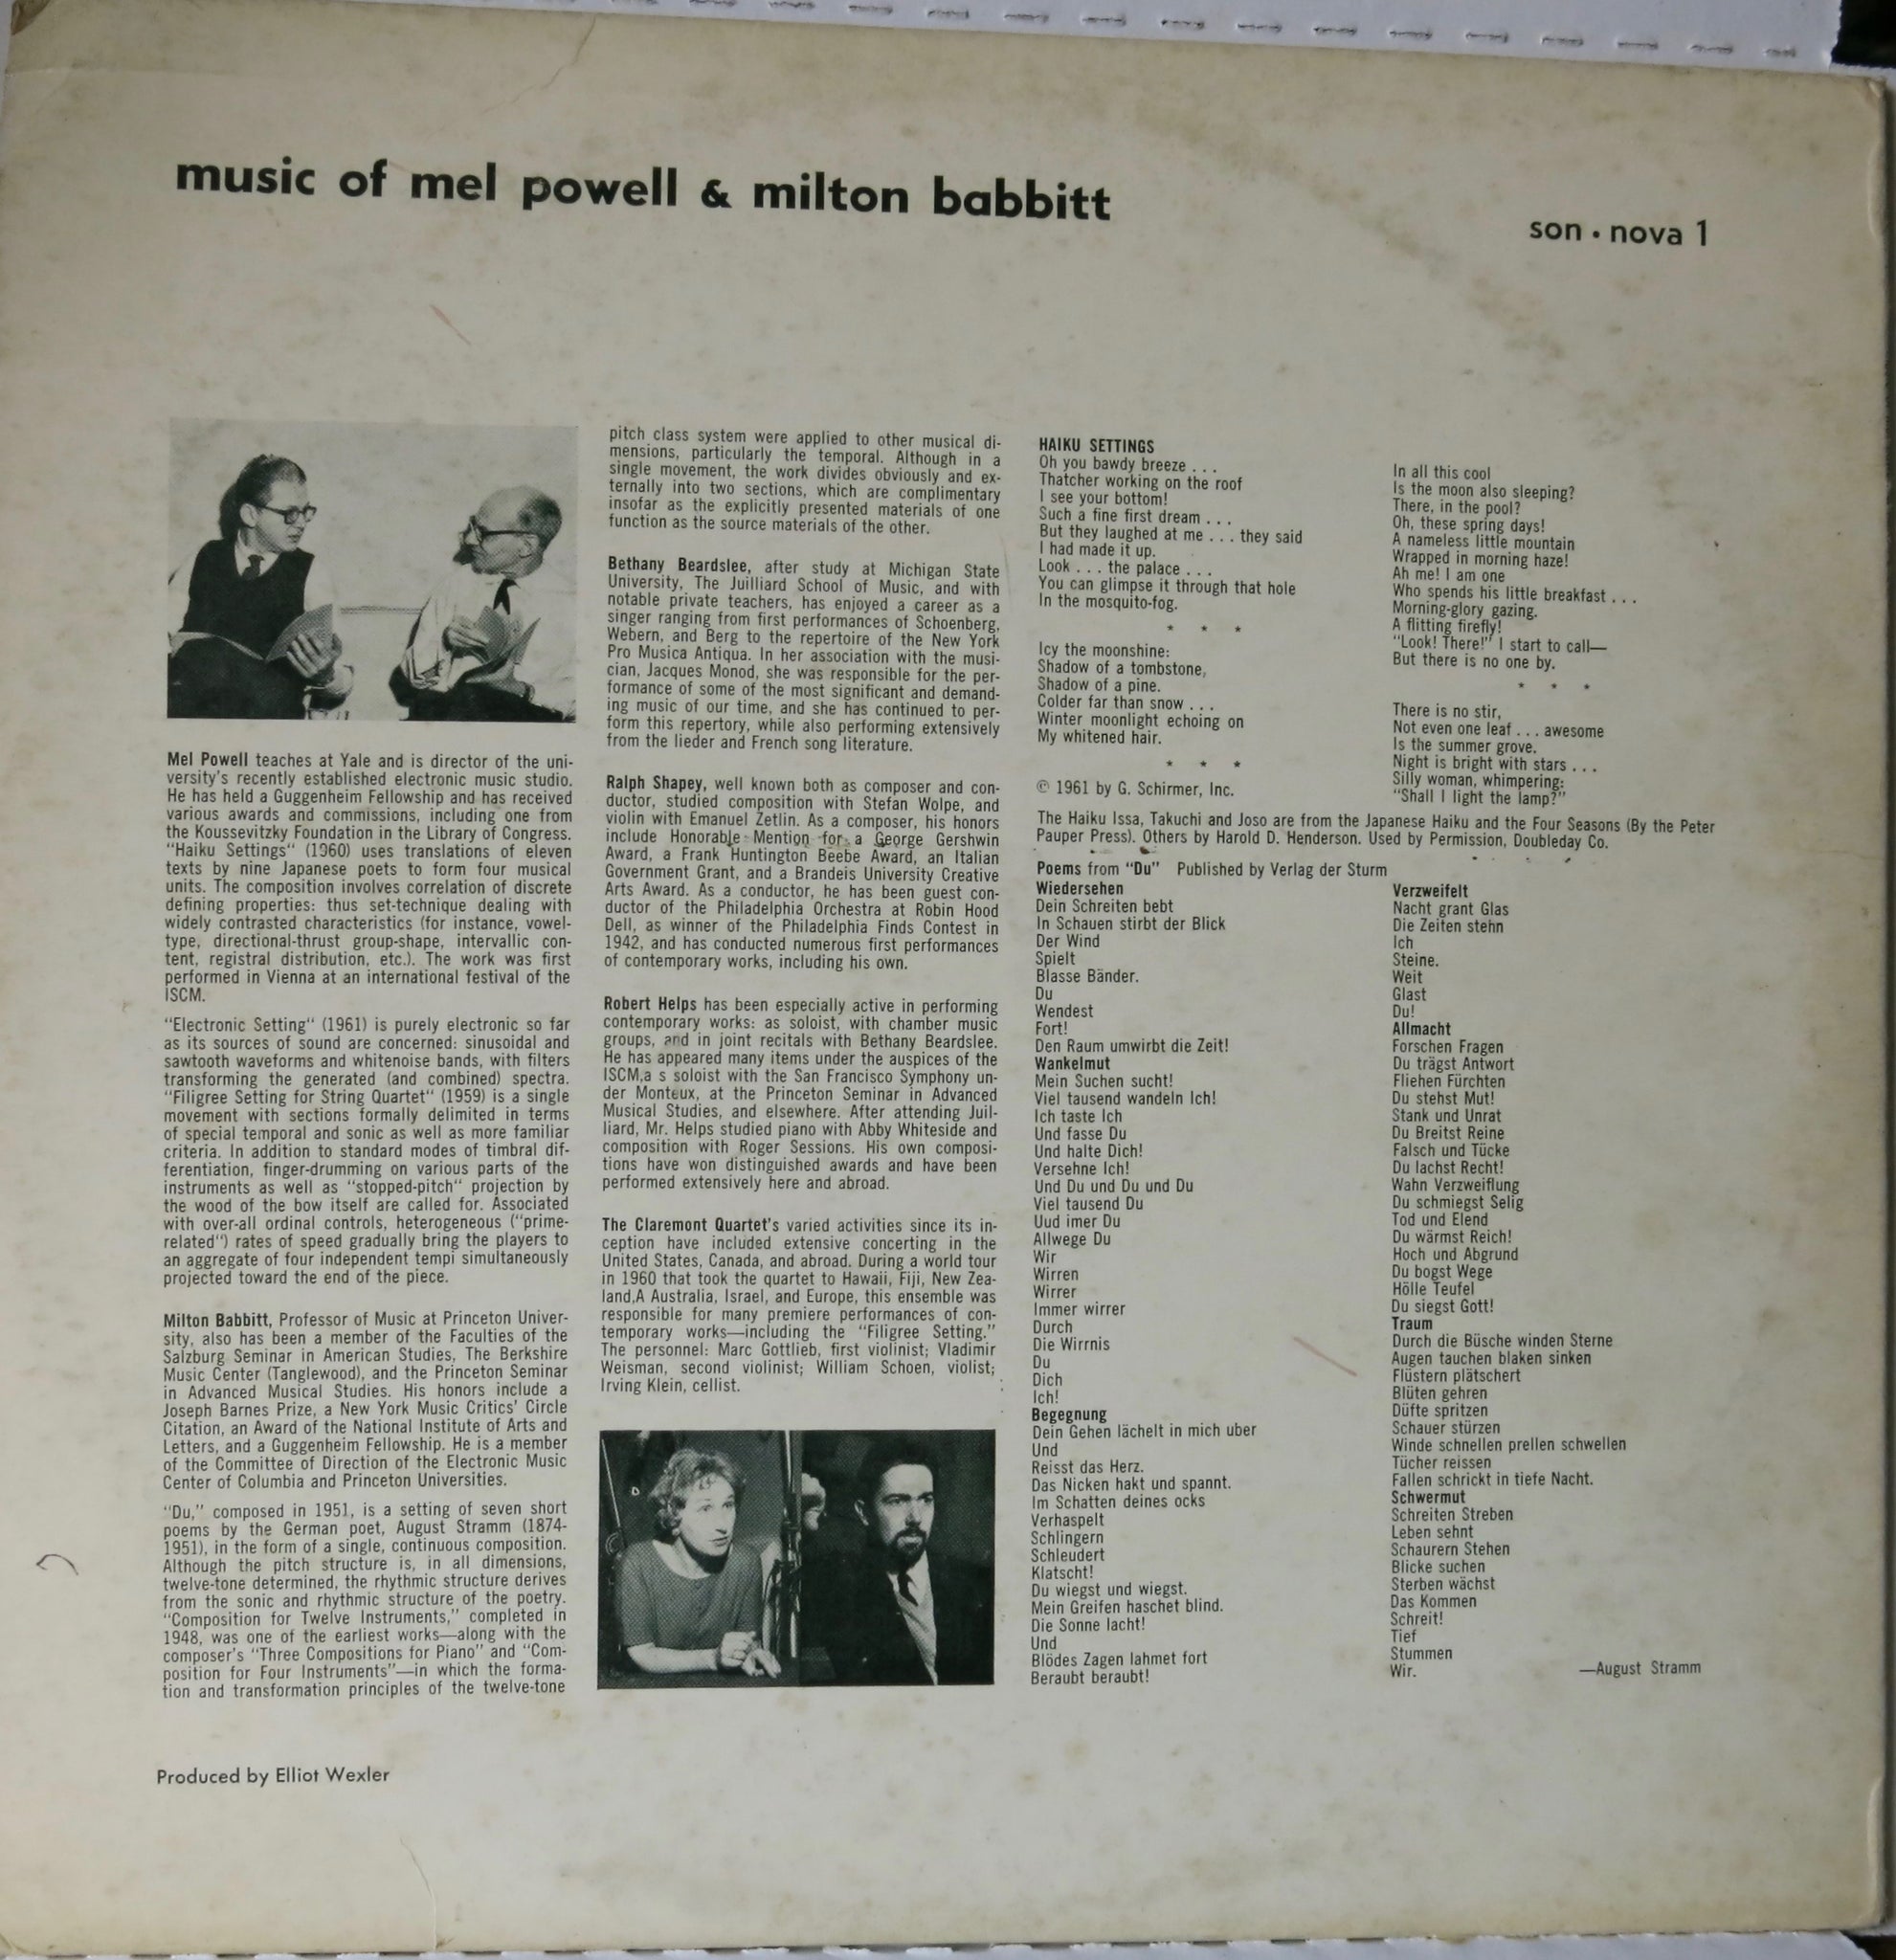 music of mel powell & milton babbitt
son • nova 1
Mel Powell teaches at Yale and is director of the uni-
versity's recently established electronic music studio.
He has held a Guggenheim Fellowship and has received
various awards and commissions, including one from
the Koussevitzky Foundation in the Library of Congress.
"Haiku Settings" (1960) uses translations of eleven
texts by nine Japanese poets to form four musical
units. The composition involves correlation of discrete
defining properties: thus set-technique dealing with
widely contrasted characteristics (for instance, vowel-
type, directional-thrust group-shape, intervallic con-
tent, registral distribution, etc.). The work was first
performed in Vienna at an international festival of the
ISCM.
"Electronic Setting" (1961) is purely electronic so far
as its sources of sound are concerned: sinusoidal and
sawtooth waveforms and whitenoise bands, with filters
transforming the generated (and combined) spectra.
"Filigree Setting for String Quartet" (1959) is a single
movement with sections formally delimited in terms
of special temporal and sonic as well as more familiar
criteria. In addition to standard modes of timbral dif-
ferentiation, finger-drumming on various parts of the
instruments as well as "stopped-pitch" projection by
the wood of the bow itself are called for. Associated
with over-all ordinal controls, heterogeneous ("prime-
related") rates of speed gradually bring the players to
an aggregate of four independent tempi simultaneously
projected toward the end of the piece.
Milton Babbitt, Professor of Music at Princeton Univer-
sity, also has been a member of the Faculties of the
Salzburg Seminar in American Studies, The Berkshire
Music Center (Tanglewood), and the Princeton Seminar
in Advanced Musical Studies. His honors include a
Joseph Barnes Prize, a New York Music Critics' Circle
Citation, an Award of the National Institute of Arts and
Letters, and a Guggenheim Fellowship. He is a member
of the Committee of Direction of the Electronic Music
Center of Columbia and Princeton Universities.
"Du," composed in 1951, is a setting of seven short
poems by the German poet, August Stramm (1874-
1951), in the form of a single, continuous composition.
Although the pitch structure is, in all dimensions,
twelve-tone determined, the rhythmic structure derives
from the sonic and rhythmic structure of the poetry.
"Composition for Twelve Instruments," completed in
1948, was one of the earliest works—along with the
composer's "Three Compositions for Piano" and "Com-
position for Four Instruments"—in which the forma-
tion and transformation principles of the twelve-tone
pitch class system were applied to other musical di-
mensions, particularly the temporal. Although in a
single movement, the work divides obviously and ex-
ternally into two sections, which are complimentary
insofar as the explicitly presented materials of one
function as the source materials of the other.
Bethany Beardslee, after study at Michigan State
University, The Juilliard School of Music, and with
notable private teachers, has enjoyed a career as a
singer ranging from first performances of Schoenberg,
Webern, and Berg to the repertoire of the New York
Pro Musica Antiqua. In her association with the musi-
cian, Jacques Monod, she was responsible for the per-
formance of some of the most significant and demand-
ing music of our time, and she has continued to per-
form this repertory, while also performing extensively
from the lieder and French song literature.
Ralph Shapey, well known both as composer and con-
ductor, studied composition with Stefan Wolpe, and
violin with Emanuel Zetlin. As a composer, his honors
include Honorable Mention for a George Gershwin
Award, a Frank Huntington Beebe Award, an Italian
Government Grant, and a Brandeis University Creative
Arts Award. As a conductor, he has been guest con-
ductor of the Philadelphia Orchestra at Robin Hood
Dell, as winner of the Philadelphia Finds Contest in
1942, and has conducted numerous first performances
of contemporary works, including his own.
Robert Helps has been especially active in performing
contemporary works: as soloist, with chamber music
groups, and in joint recitals with Bethany Beardslee.
He has appeared many items under the auspices of the
ISCM,a s soloist with the San Francisco Symphony un-
der Monteux, at the Princeton Seminar in Advanced
Musical Studies, and elsewhere. After attending Juil-
liard, Mr. Helps studied piano with Abby Whiteside and
composition with Roger Sessions. His own composi-
tions have won distinguished awards and have been
performed extensively here and abroad.
The Claremont Quartet's varied activities since its in-
ception have included extensive concerting in the
United States, Canada, and abroad. During a world tour
in 1960 that took the quartet to Hawaii, Fiji, New Zea-
land,A Australia, Israel, and Europe, this ensemble was
responsible for many premiere performances of con-
temporary works—including the "Filigree Setting."
The personnel: Marc Gottlieb, first violinist; Vladimir
Weisman, second violinist; William Schoen, violist;
Irving Klein, cellist.
HAIKU SETTINGS
Oh you bawdy breeze . . .
Thatcher working on the roof
I see your bottom!
Such a fine first dream . . .
But they laughed at me . . . they said
I had made it up.
Look . . . the palace . . .
You can glimpse it through that hole
In the mosquito-fog.
* * *
Icy the moonshine:
Shadow of a tombstone,
Shadow of a pine.
Colder far than snow . . .
Winter moonlight echoing on
My whitened hair.
* * *
© 1961 by G. Schirmer, Inc.
In all this cool
Is the moon also sleeping?
There, in the pool?
Oh, these spring days!
A nameless little mountain
Wrapped in morning haze!
Ah me! I am one
Who spends his little breakfast . . .
Morning-glory gazing.
A flitting firefly!
"Look! There!" I start to call—
But there is no one by.
* * *
There is no stir,
Not even one leaf . . . awesome
Is the summer grove.
Night is bright with stars . . .
Silly woman, whimpering:
"Shall I light the lamp?"
The Haiku Issa, Takuchi and Joso are from the Japanese Haiku and the Four Seasons (By the Peter
Pauper Press). Others by Harold D. Henderson. Used by Permission, Doubleday Co.
Poems from "Du" Published by Verlag der Sturm
Wiedersehen
Dein Schreiten bebt
In Schauen stirbt der Blick
Der Wind
Spielt
Blasse Bänder.
Du
Wendest
Fort!
Den Raum umwirbt die Zeit!
Wankelmut
Mein Suchen sucht!
Viel tausend wandeln Ich!
Ich taste Ich
Und fasse Du
Und halte Dich!
Versehne Ich!
Und Du und Du und Du
Viel tausend Du
Uud imer Du
Allwege Du
Wir
Wirren
Wirrer
Immer wirrer
Durch
Die Wirrnis
Du
Dich
Ich!
Begegnung
Dein Gehen lächelt in mich uber
Und
Reisst das Herz.
Das Nicken hakt und spannt.
Im Schatten deines ocks
Verhaspelt
Schlingern
Schleudert
Klatscht!
Du wiegst und wiegst.
Mein Greifen haschet blind.
Die Sonne lacht!
Und
Blödes Zagen lahmet fort
Beraubt beraubt!
Verzweifelt
Nacht grant Glas
Die Zeiten stehn
Ich
Steine.
Weit
Glast
Du!
Allmacht
Forschen Fragen
Du trägst Antwort
Fliehen Fürchten
Du stehst Mut!
Stank und Unrat
Du Breitst Reine
Falsch und Tücke
Du lachst Recht!
Wahn Verzweiflung
Du schmiegst Selig
Tod und Elend
Du wärmst Reich!
Hoch und Abgrund
Du bogst Wege
Hölle Teufel
Du siegst Gott!
Traum
Durch die Büsche winden Sterne
Augen tauchen blaken sinken
Flüstern plätschert
Blüten gehren
Düfte spritzen
Schauer stürzen
Winde schnellen prellen schwellen
Tücher reissen
Fallen schrickt in tiefe Nacht.
Schwermut
Schreiten Streben
Leben sehnt
Schaurern Stehen
Blicke suchen
Sterben wächst
Das Kommen
Schreit!
Tief
Stummen
Wir.
—August Stramm
Produced by Elliot Wexler